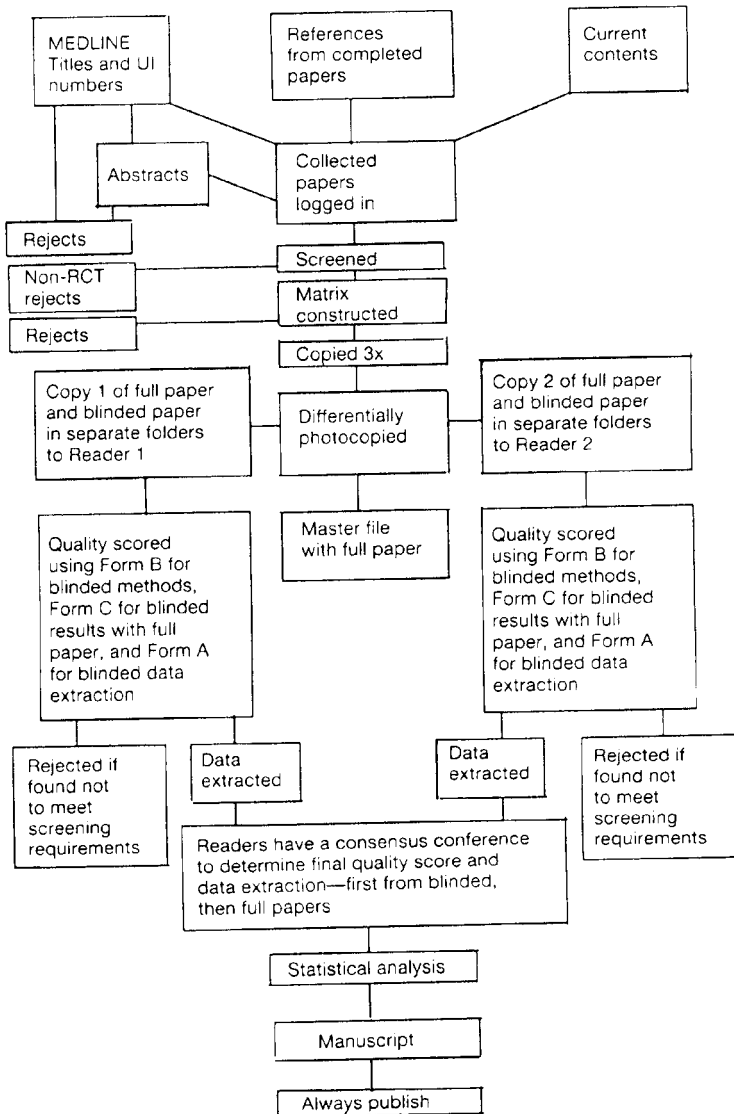 MEDLINE
Titles and UI
numbers
References
from completed
papers
Current
contents
Abstracts
Collected
papers
logged in
Rejects
Screened
Non-RCT
rejects
Matrix
constructed
Rejects
Copied 3x
Copy 1 of full paper
and blinded paper
in separate folders
to Reader 1
Differentially
photocopied
Copy 2 of full paper
and blinded paper
in separate folders
to Reader 2
Master file
with full paper
Quality scored
using Form B for
blinded methods,
Form C for blinded
results with full
paper, and Form A
for blinded data
extraction
Quality scored
using Form B for
blinded methods,
Form C for blinded
results with full
paper, and Form A
for blinded data
extraction
Rejected if
found not
to meet
screening
requirements
Data
extracted
Data
extracted
Rejected if
found not
to meet
screening
requirements
Readers have a consensus conference
to determine final quality score and
data extraction—first from blinded,
then full papers
Statistical analysis
Manuscript
Always publish